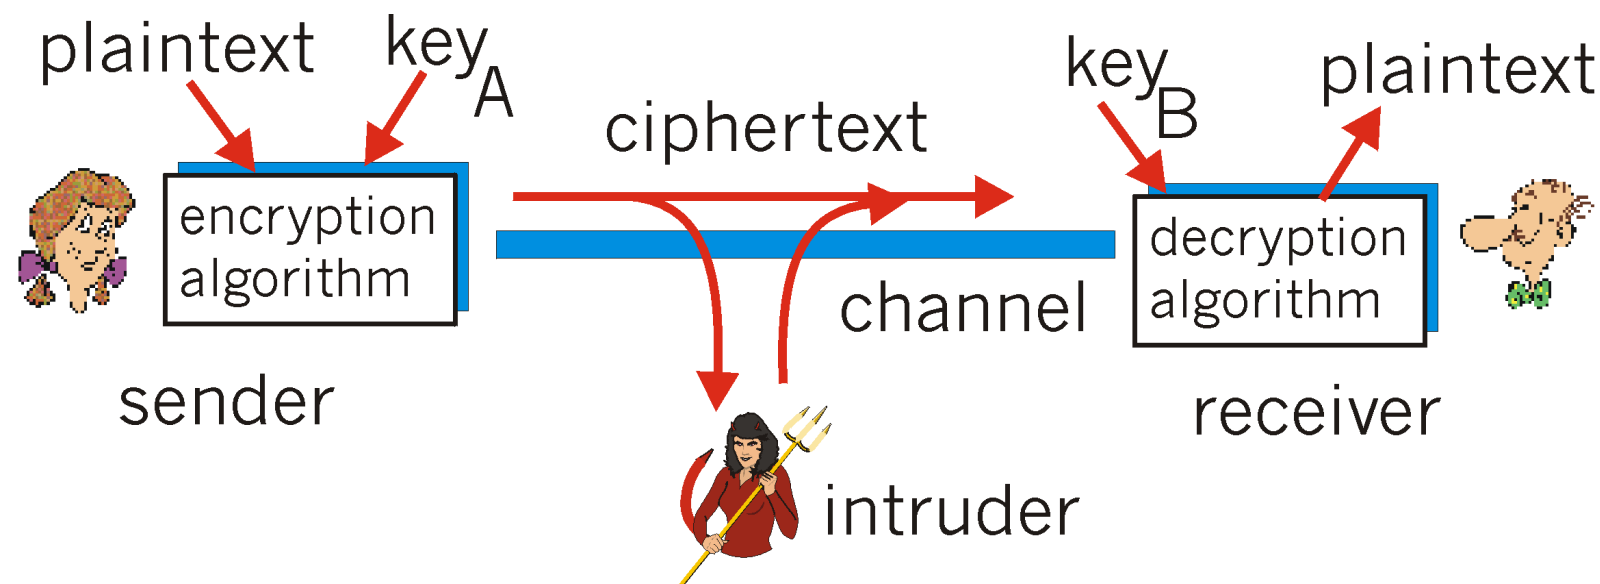 plaintext
key A
ciphertext
key B
plaintext
encryption
algorithm
decryption
algorithm
channel
sender
receiver
intruder